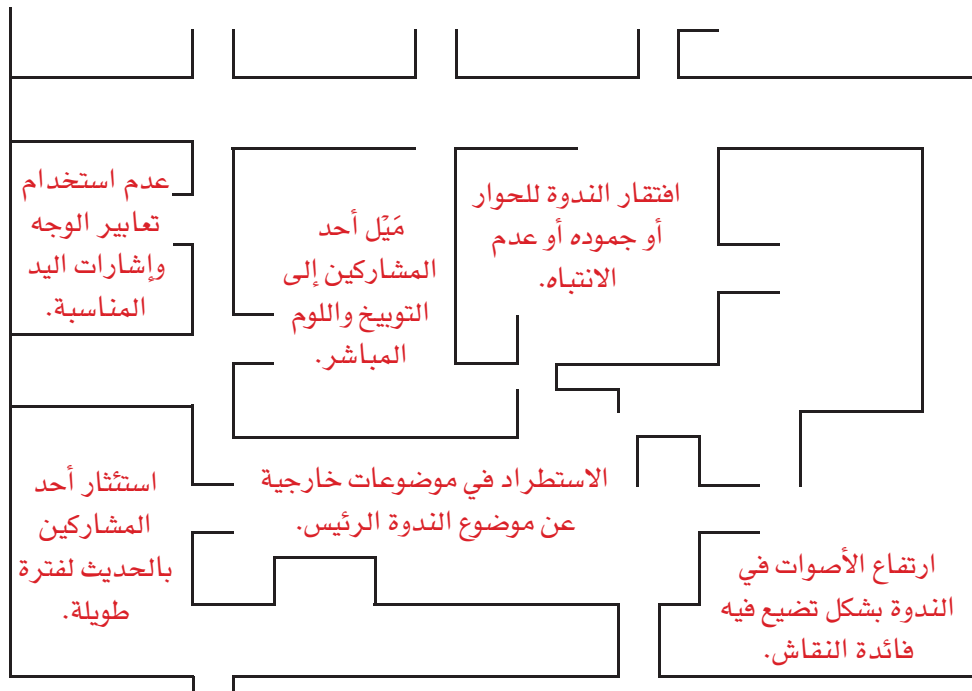 افتقار الندوة للحوار
أو جموده أو عدم
الانتباه.
مَيْل أحد
المشاركين إلى
التوبيخ واللوم
المباشر.
عدم استخدام
تعابير الوجه
وإشارات اليد
المناسبة.
الاستطراد في موضوعات خارجية
عن موضوع الندوة الرئيس.
استئثار أحد
المشاركين
بالحديث لفترة
طويلة.
ارتفاع الأصوات في
الندوة بشكل تضيع فيه
فائدة النقاش.